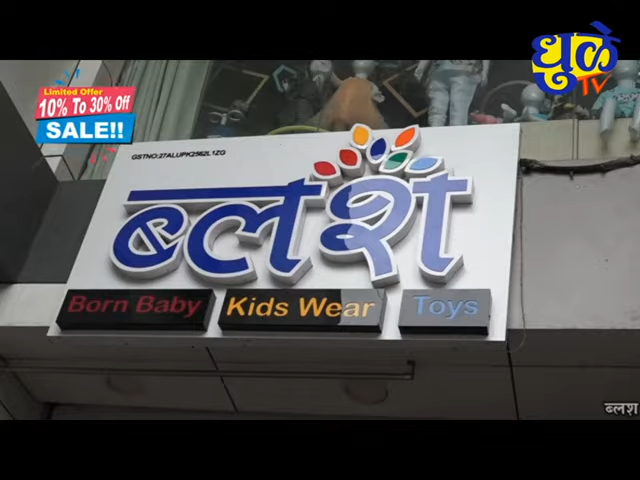 Limited Offer
10% To 30% Off
SALE!!
धुळे
TV
GSTNO:27ALUPK2562L1ZG
ब्लश
Born Baby
Kids Wear
Toys
ब्लश